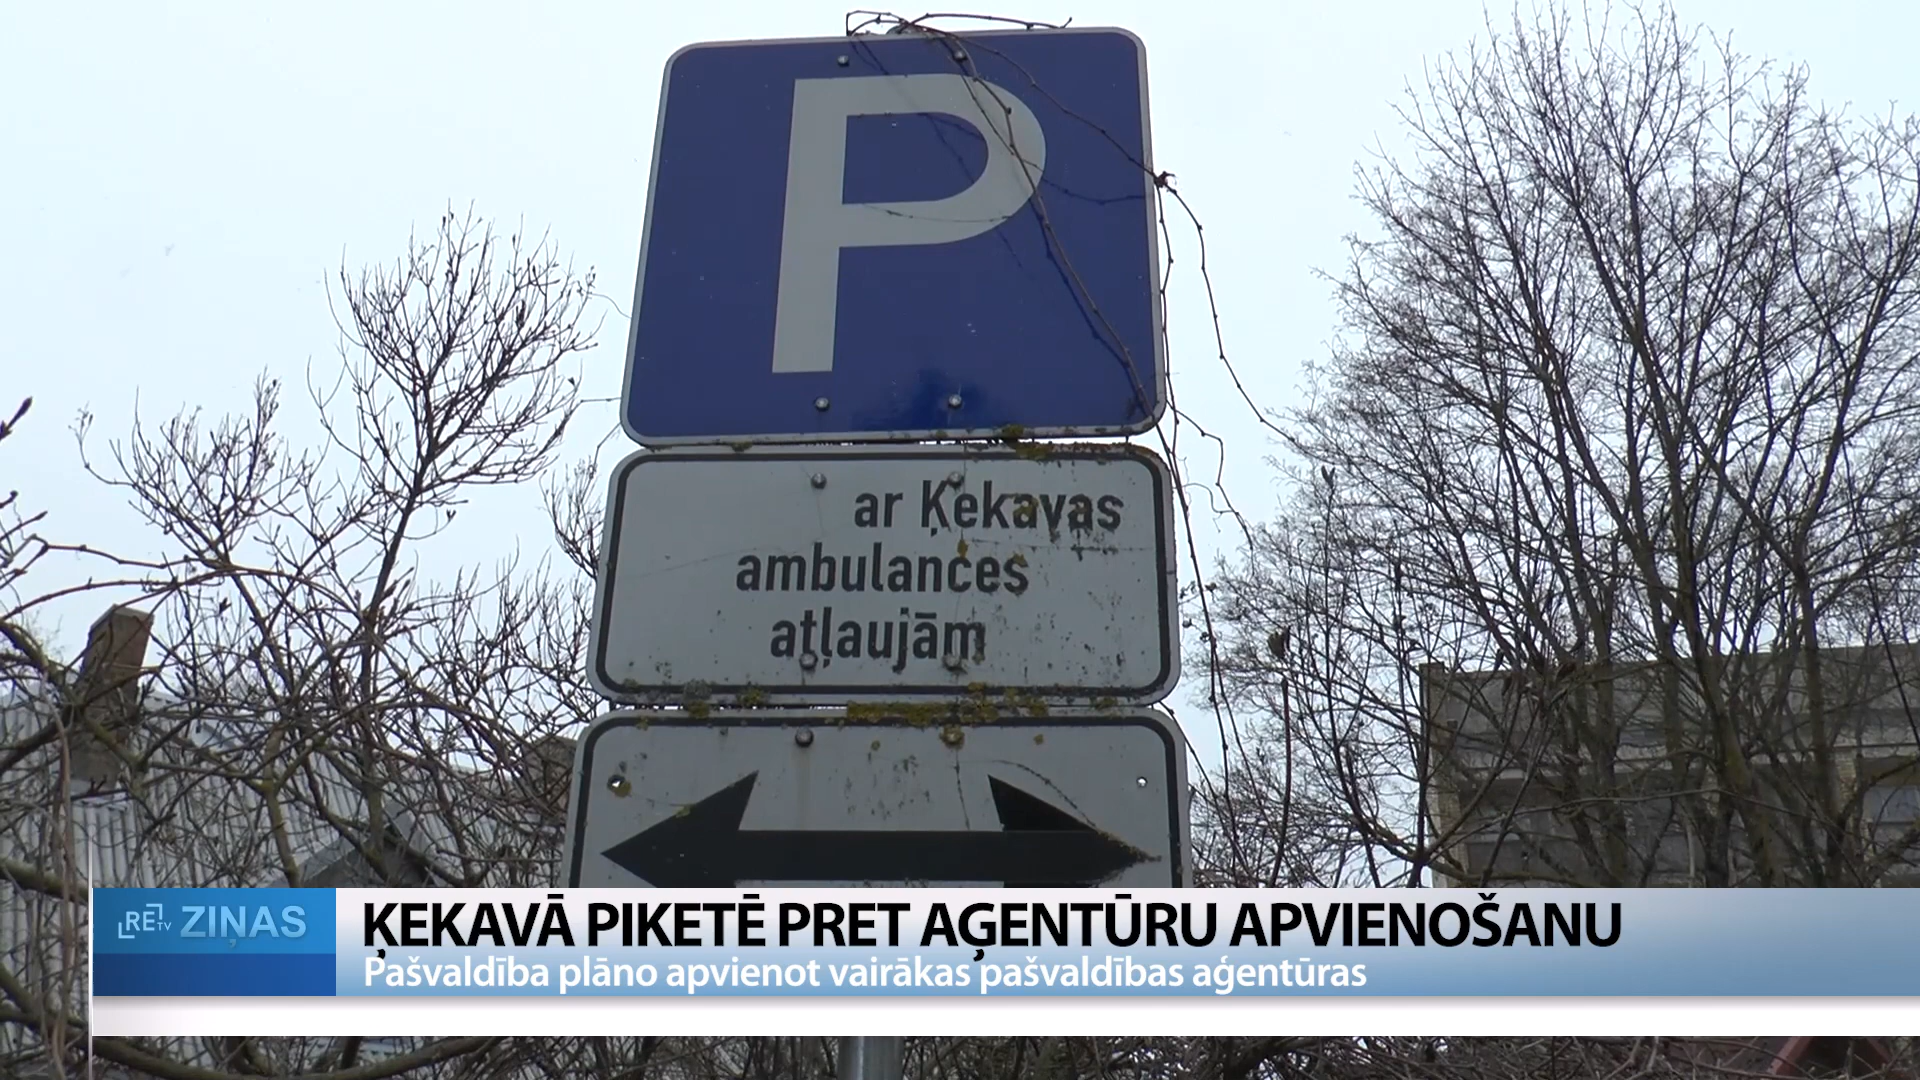 P
ar Ķekavas
ambulances
atļaujām
RE TV ZIŅAS
ĶEKAVĀ PIKETĒ PRET AĢENTŪRU APVIENOŠANU
Pašvaldība plāno apvienot vairākas pašvaldības aģentūras